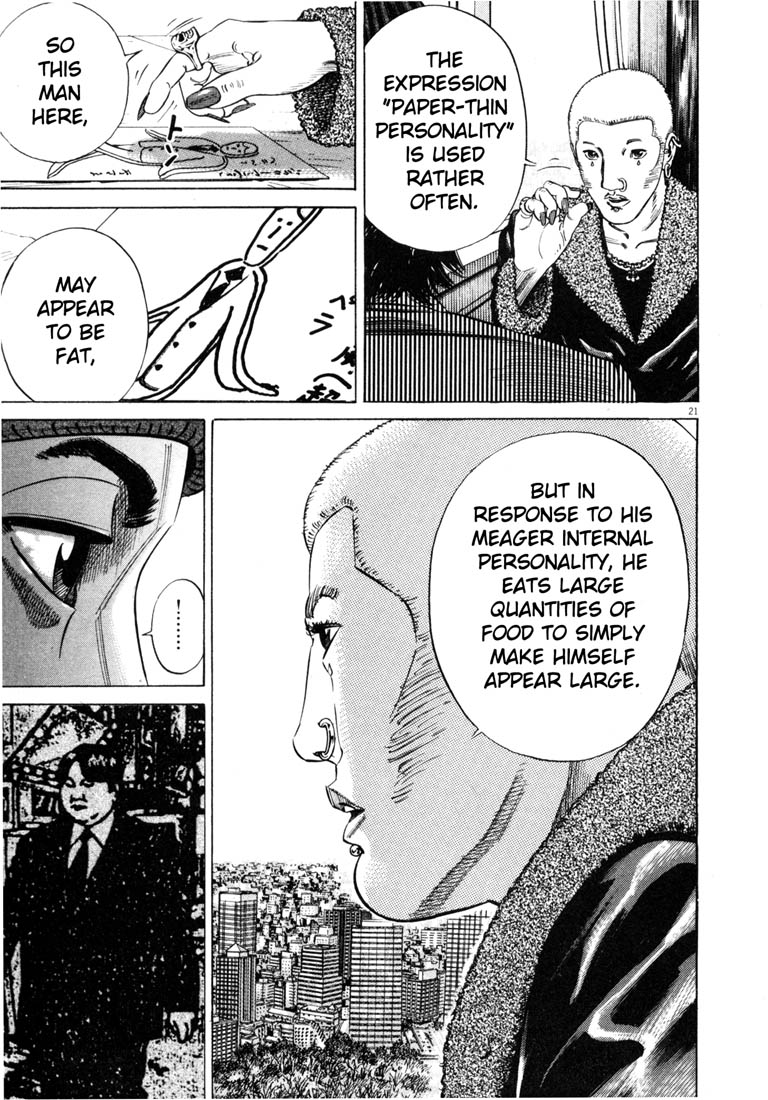 THE
EXPRESSION
"PAPER-THIN
PERSONALITY"
IS USED
RATHER
OFTEN.
SO
THIS
MAN
HERE,
ト
ン
MAY
APPEAR
TO BE
FAT,
21
BUT IN
RESPONSE TO HIS
MEAGER INTERNAL
PERSONALITY, HE
EATS LARGE
QUANTITIES OF
FOOD TO SIMPLY
MAKE HIMSELF
APPEAR LARGE.
!......